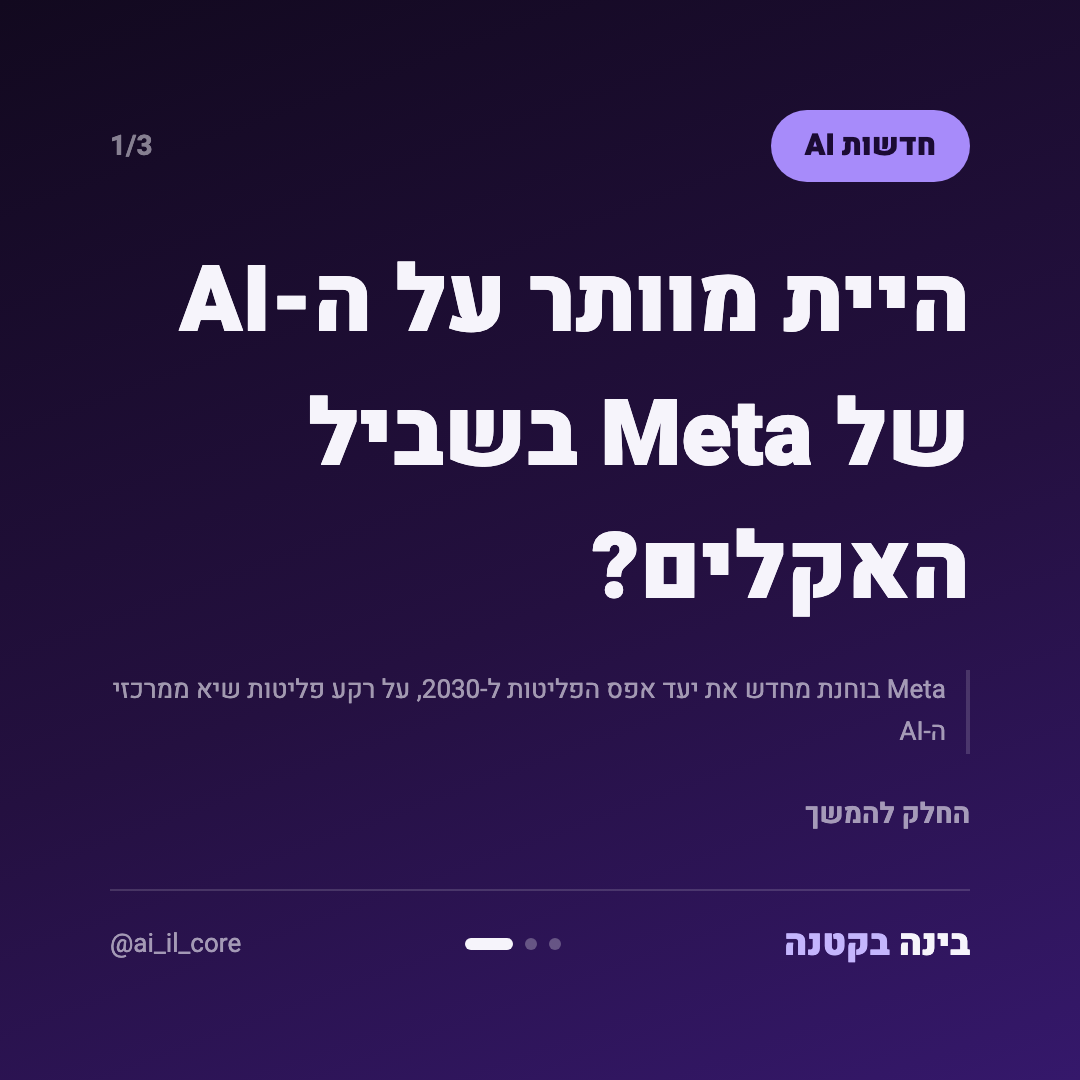 חדשות AI
1/3
היית מוותר על ה-AI
של Meta בשביל
האקלים?
Meta בוחנת מחדש את יעד אפס הפליטות ל-2030, על רקע פליטות שיא ממרכזי
ה-AI
החלק להמשך
בינה בקטנה
@ai_il_core